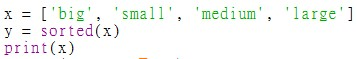 x = ['big', 'small', 'medium', 'large']
y = sorted(x)
print(x)